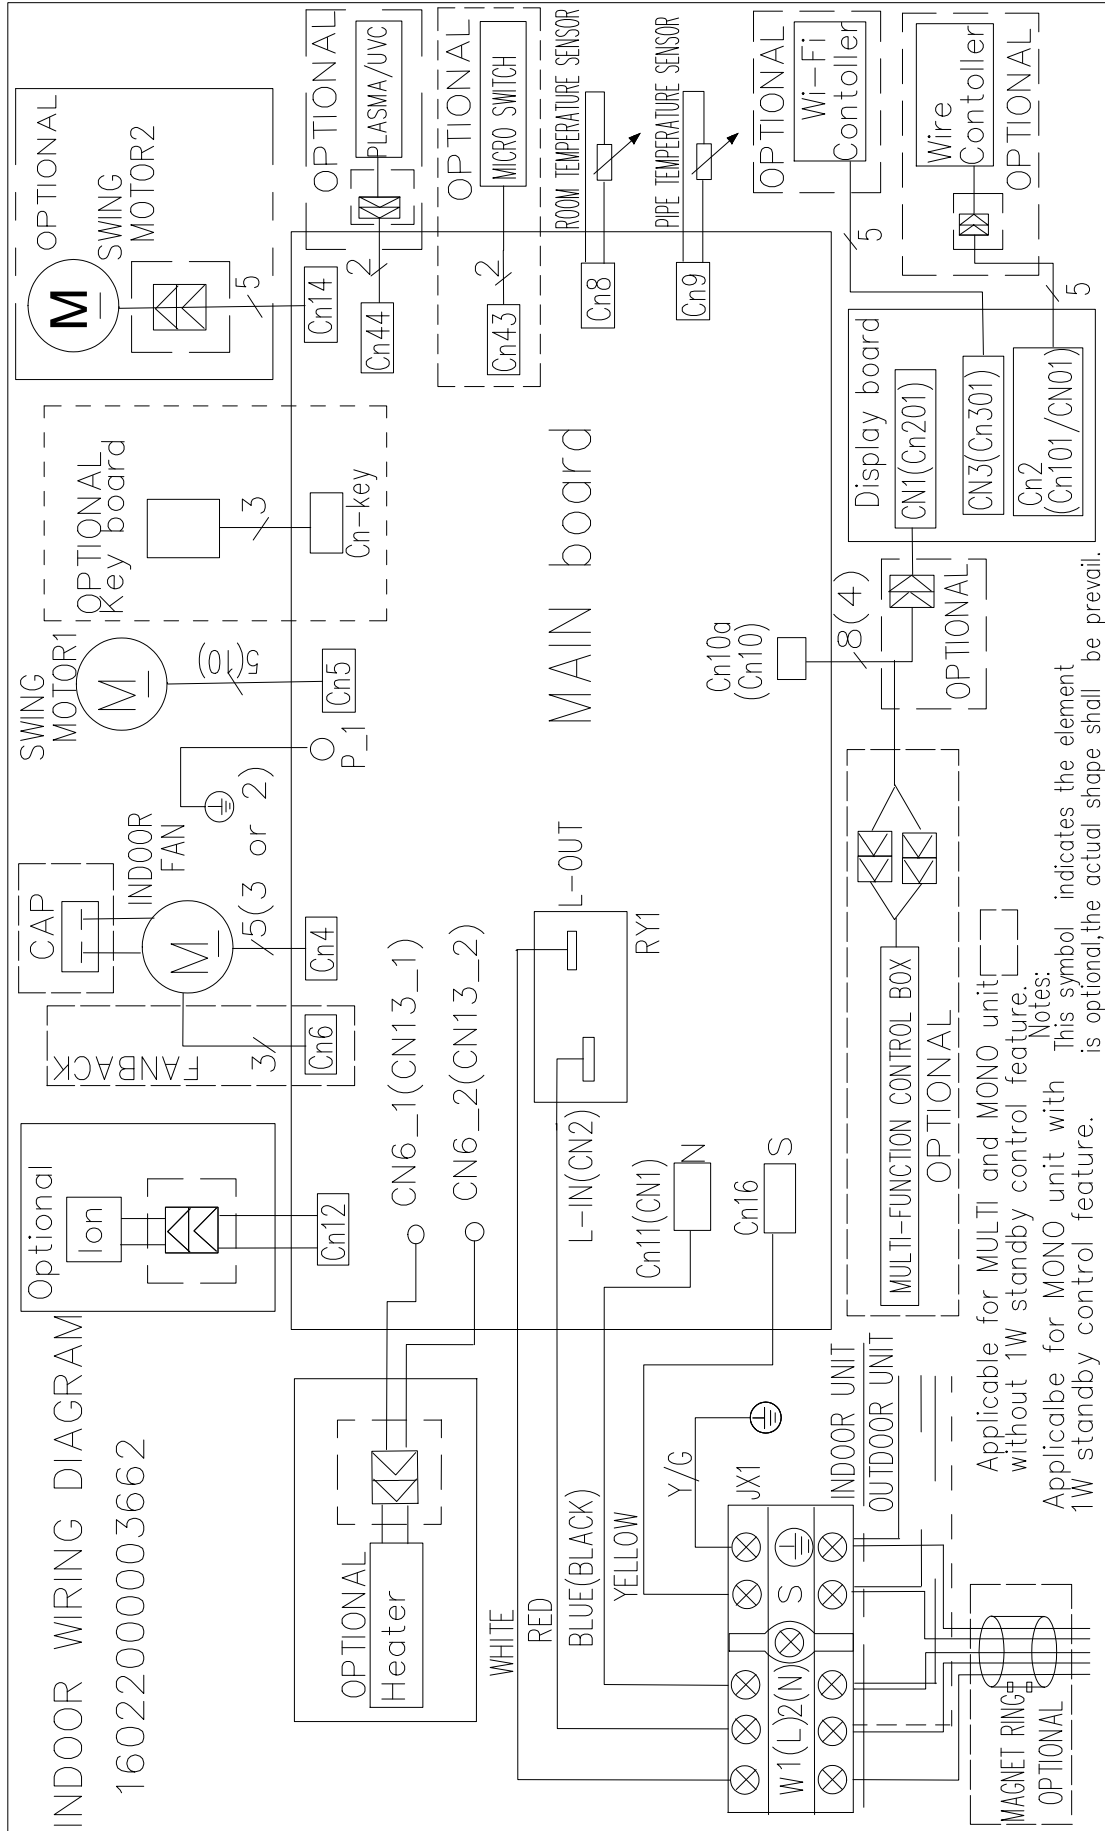 INDOOR WIRING DIAGRAM
16022000003662
Optional
Ion
Cn12
FANBACK
3
Cn6
CAP
INDOOR
FAN
M
5(3 or 2)
Cn4
P_1
SWING
MOTOR1
M
5(10)
Cn5
OPTIONAL
Key board
3
Cn-key
OPTIONAL
SWING
MOTOR2
M
5
Cn14
OPTIONAL
PLASMA/UVC
2
Cn44
OPTIONAL
MICRO SWITCH
2
Cn43
ROOM TEMPERATURE SENSOR
Cn8
PIPE TEMPERATURE SENSOR
Cn9
OPTIONAL
Wi-Fi
Contoller
5
Wire
Contoller
OPTIONAL
5
Display board
CN1(Cn201)
CN3(Cn301)
Cn2
(Cn101/CN01)
MAIN board
Cn10a
(Cn10)
8(4)
OPTIONAL
OPTIONAL
Heater
CN6_1(CN13_1)
CN6_2(CN13_2)
L-OUT
RY1
L-IN(CN2)
Cn11(CN1)
N
Cn16
S
WHITE
RED
BLUE(BLACK)
YELLOW
Y/G
JX1
W 1(L) 2(N) S
INDOOR UNIT
OUTDOOR UNIT
MAGNET RING
OPTIONAL
MULTI-FUNCTION CONTROL BOX
OPTIONAL
Applicable for MULTI and MONO unit
without 1W standby control feature.
Applicalbe for MONO unit with
1W standby control feature.
Notes:
This symbol indicates the element
is optional,the actual shape shall be prevail.